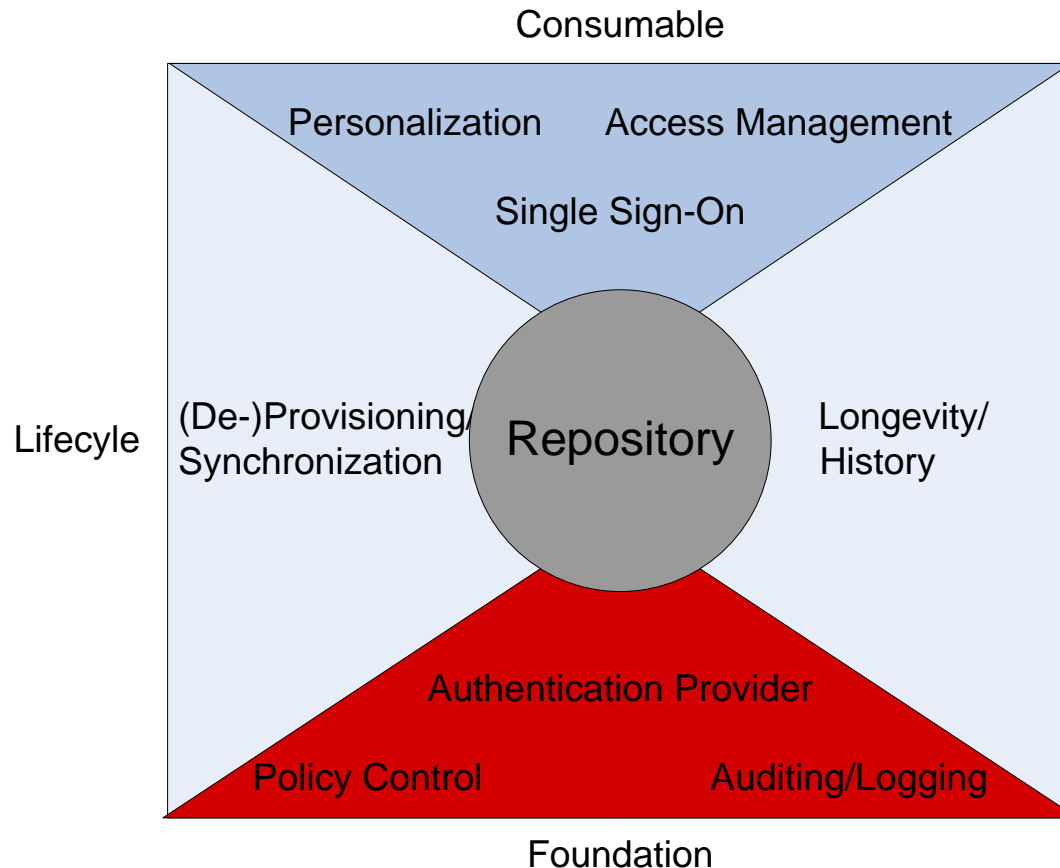 Consumable
Personalization Access Management
Single Sign-On
Lifecyle
(De-)Provisioning/
Synchronization
Repository
Longevity/
History
Authentication Provider
Policy Control Auditing/Logging
Foundation